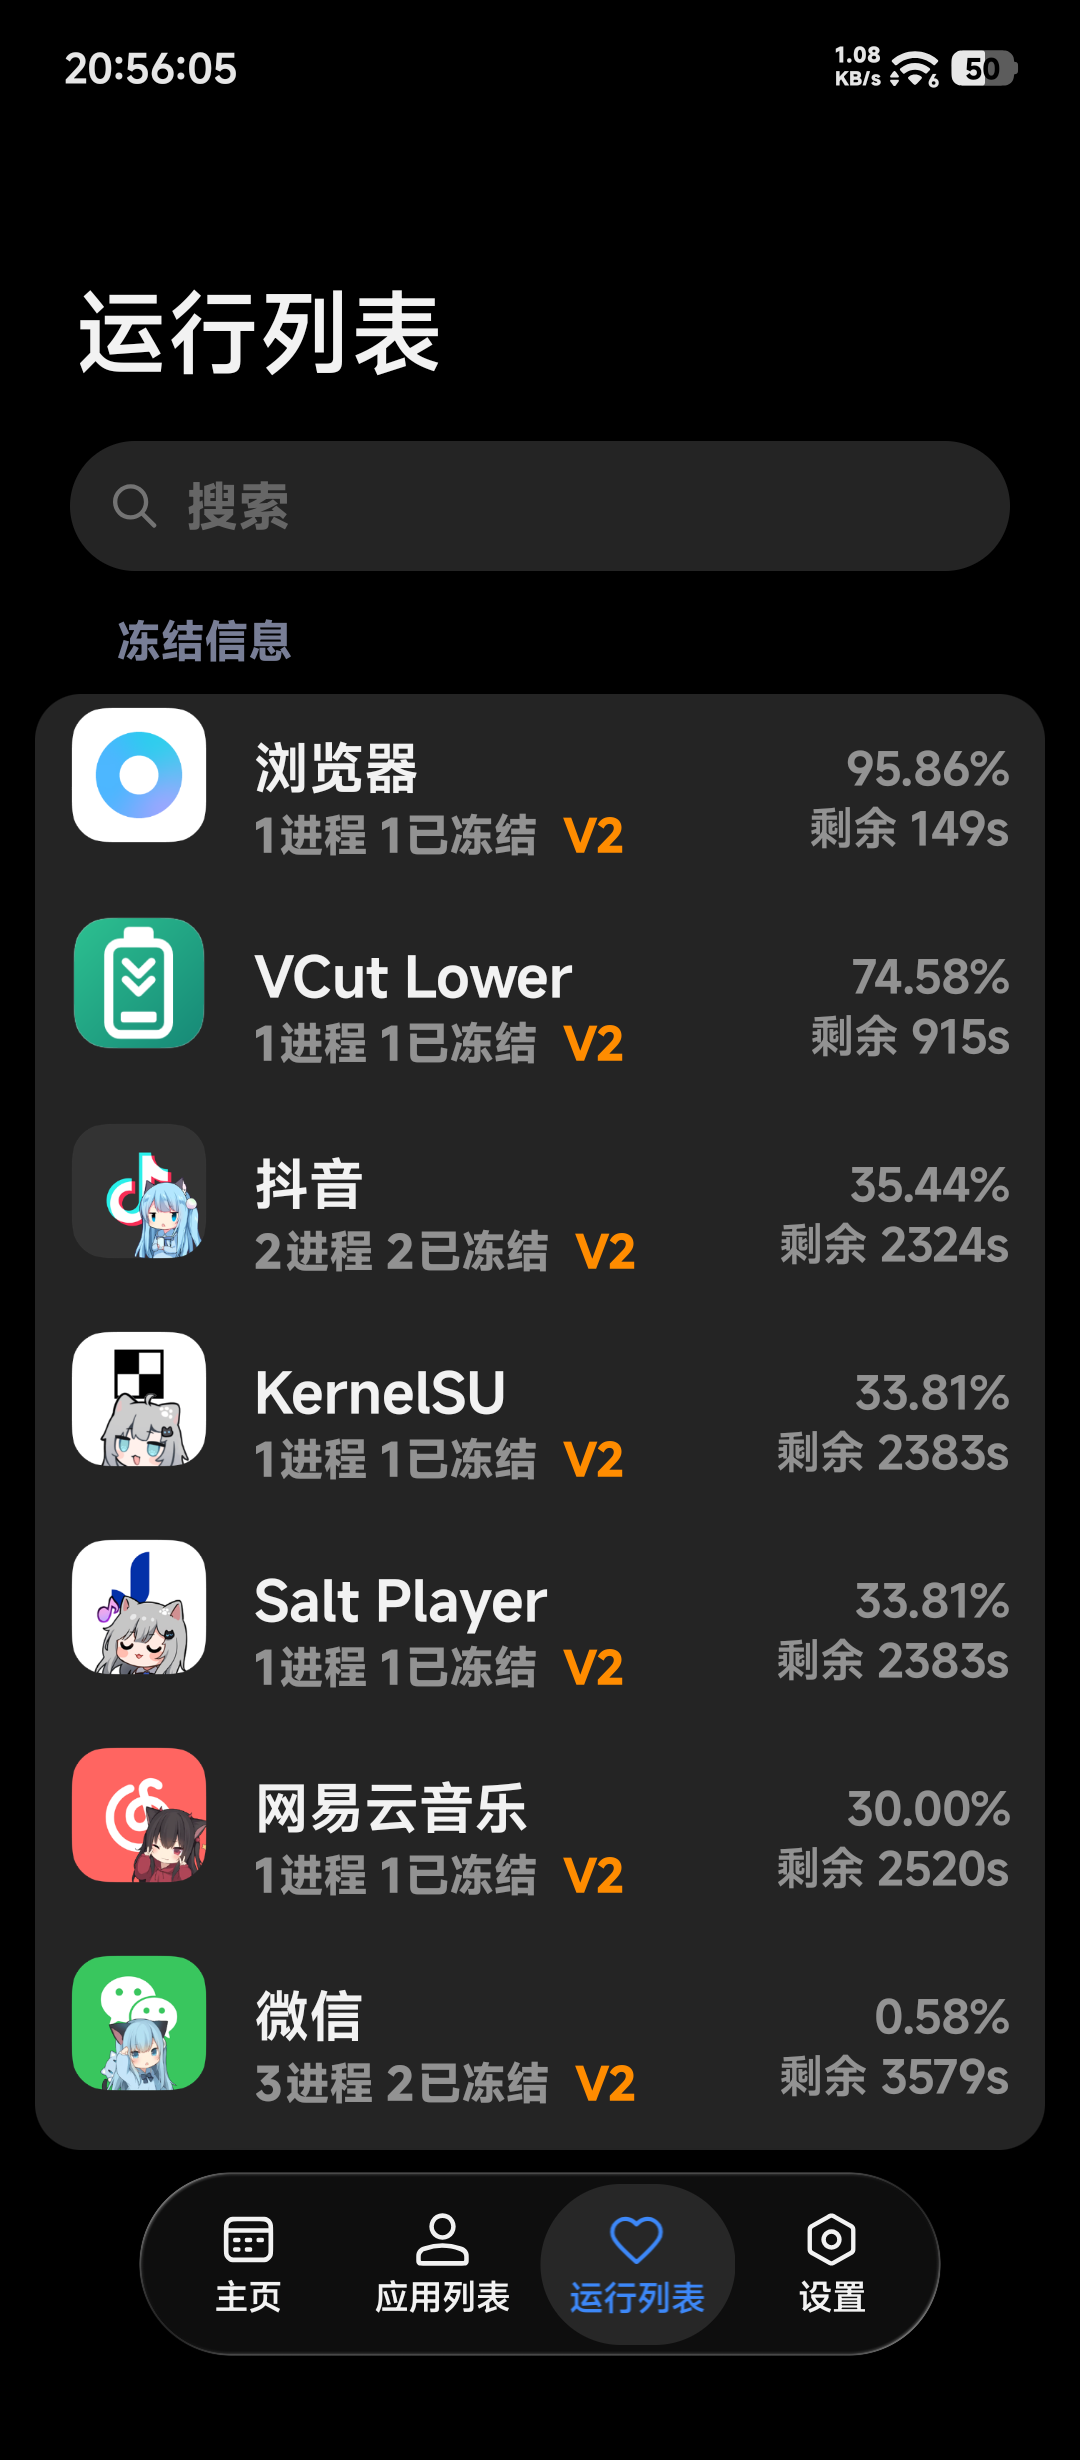 20:56:05
1.08
KB/s
6
50
运行列表
搜索
冻结信息
浏览器
95.86%
1进程 1已冻结 V2
剩余 149s
VCut Lower
74.58%
1进程 1已冻结 V2
剩余 915s
抖音
35.44%
2进程 2已冻结 V2
剩余 2324s
KernelSU
33.81%
1进程 1已冻结 V2
剩余 2383s
Salt Player
33.81%
1进程 1已冻结 V2
剩余 2383s
网易云音乐
30.00%
1进程 1已冻结 V2
剩余 2520s
微信
0.58%
3进程 2已冻结 V2
剩余 3579s
主页
应用列表
运行列表
设置